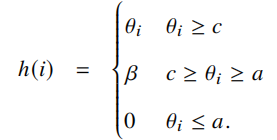 θᵢ θᵢ ≥ c
h(i) = { β c ≥ θᵢ ≥ a
0 θᵢ ≤ a.